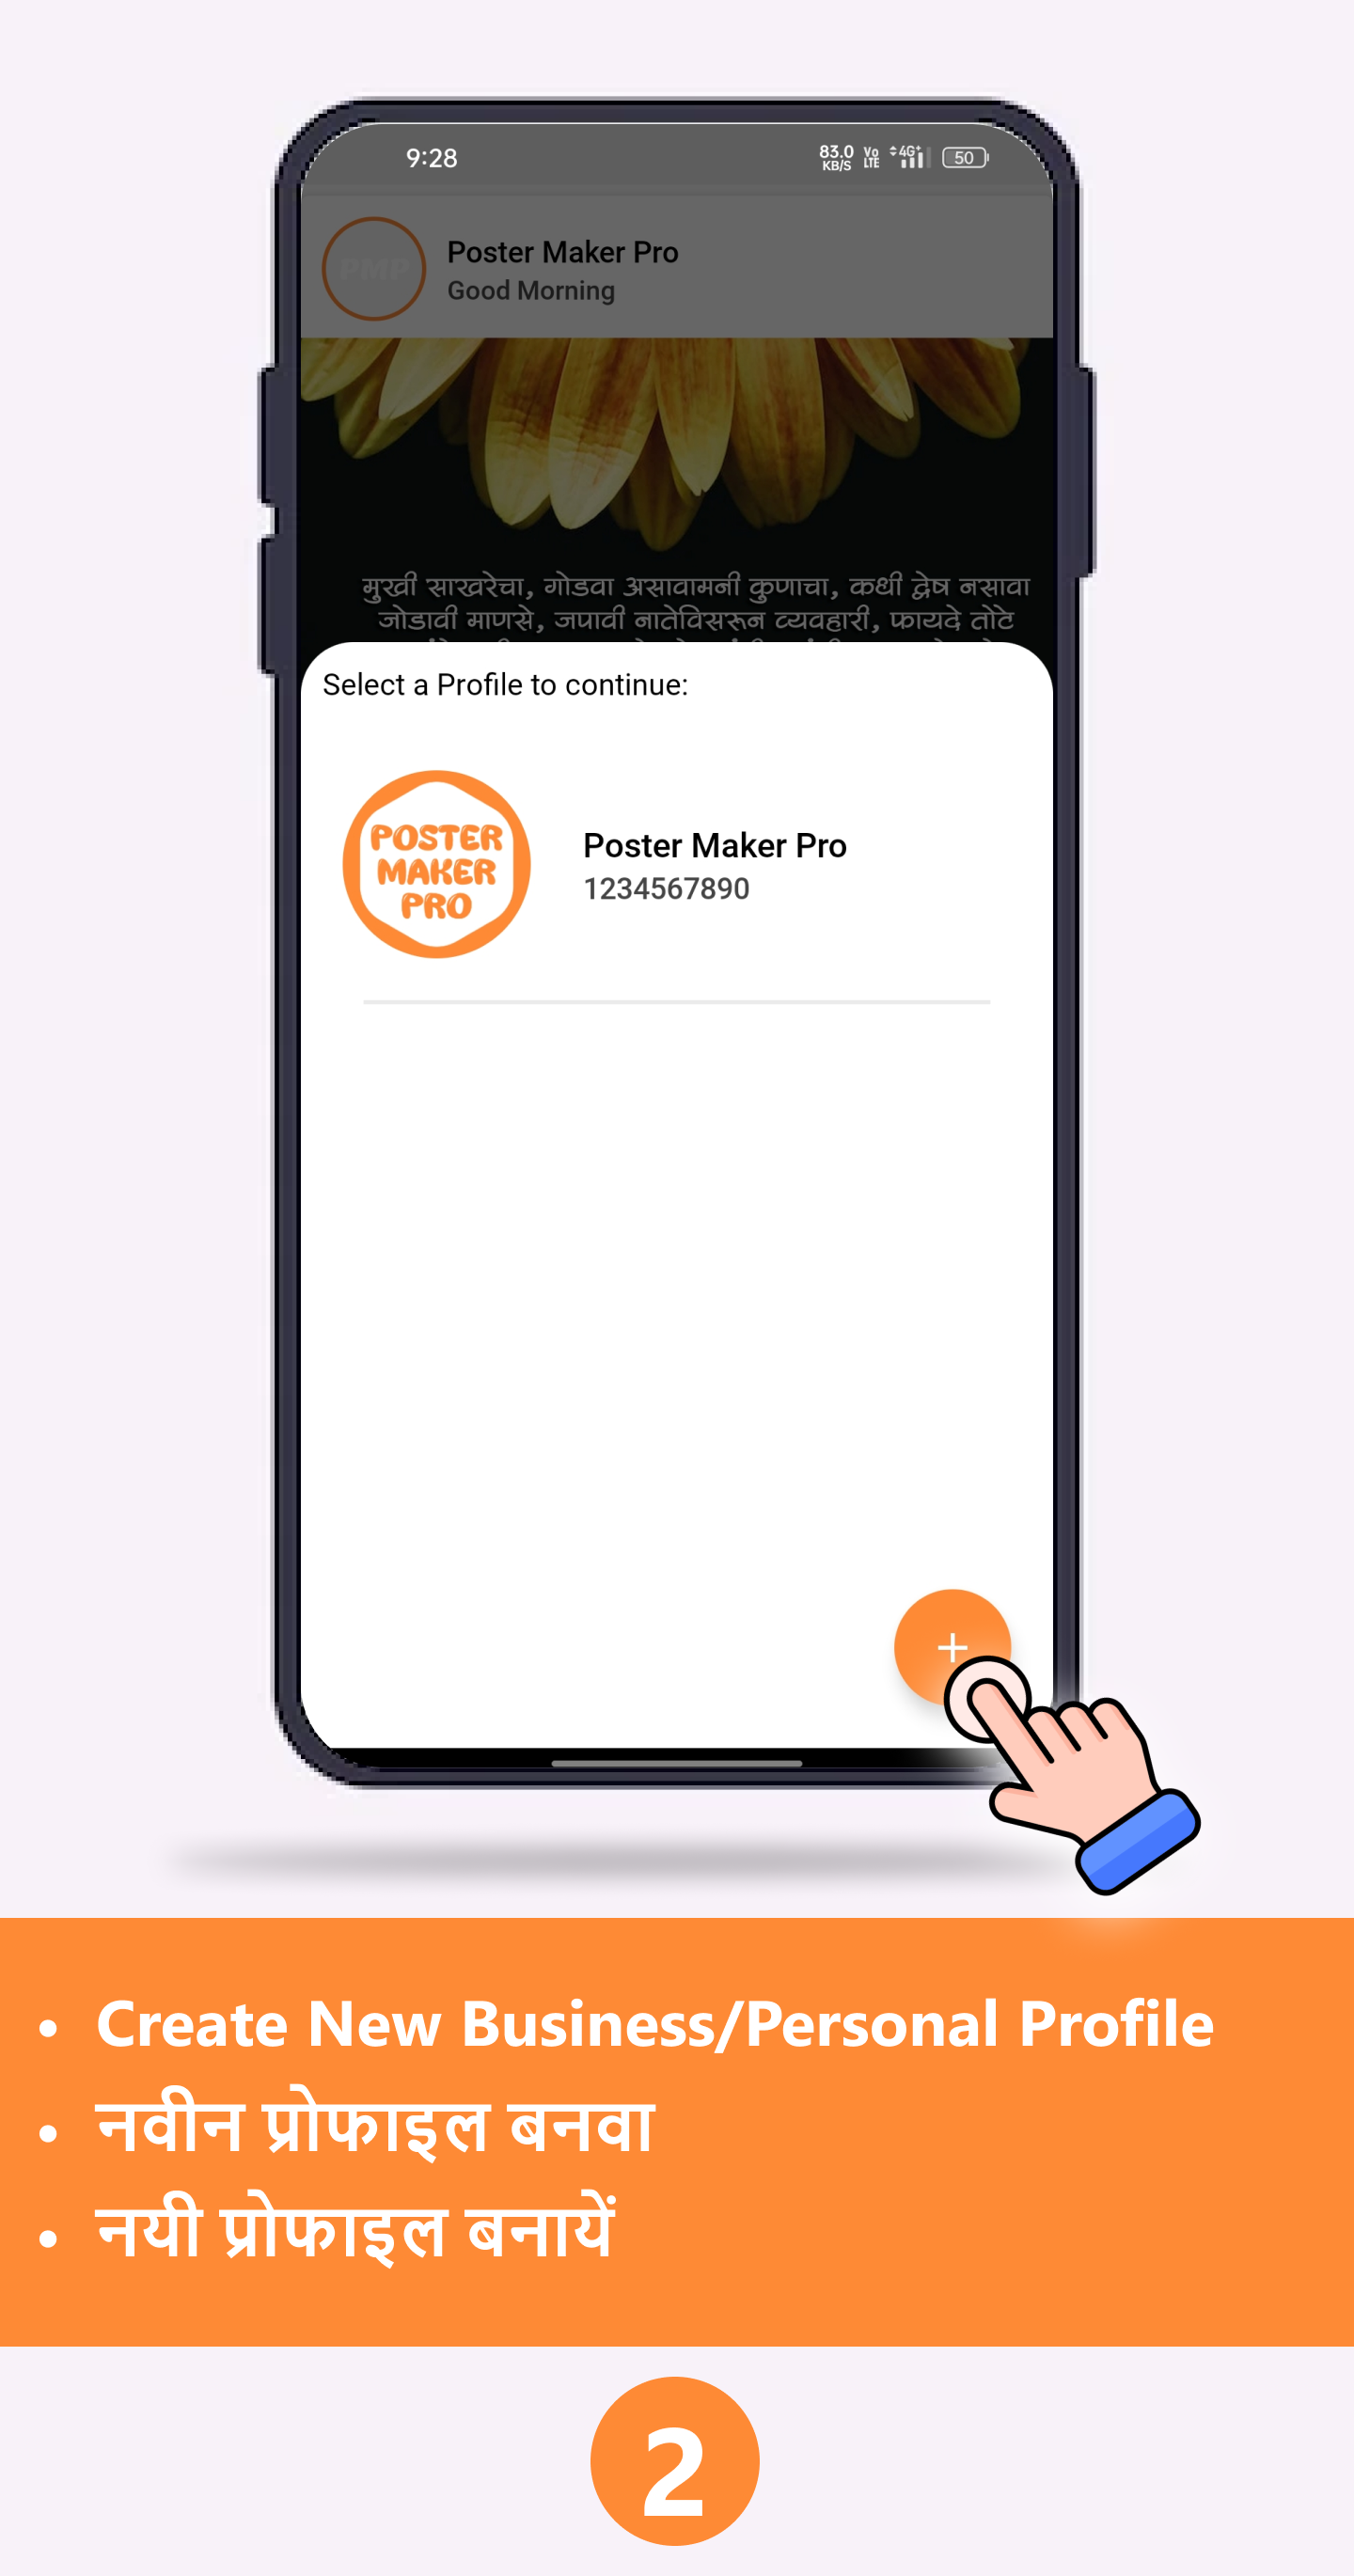 9:28
83.0
KB/S
Vo
LTE
4G+
50
PMP
Poster Maker Pro
Good Morning
मुखी साखरेचा, गोडवा असावामनी कुणाचा, कधी द्वेष नसावा
जोडावी माणसे, जपावी नातेविसरून व्यवहारी, फायदे तोटे
Select a Profile to continue:
POSTER
MAKER
PRO
Poster Maker Pro
1234567890
+
• Create New Business/Personal Profile
• नवीन प्रोफाइल बनवा
• नयी प्रोफाइल बनायें
2